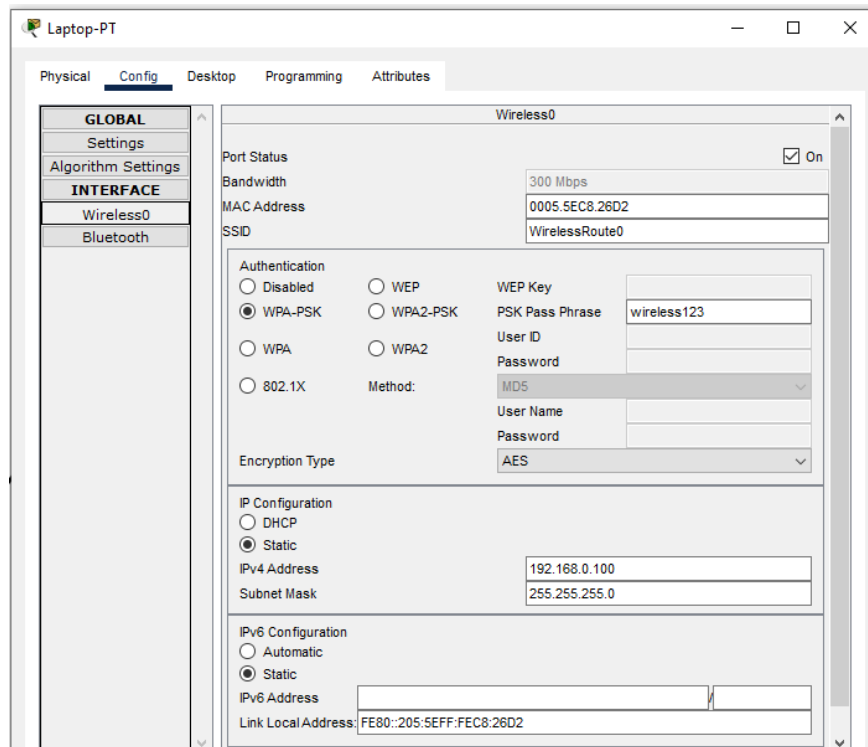 Laptop-PT
Physical Config Desktop Programming Attributes
GLOBAL
Settings
Algorithm Settings
INTERFACE
Wireless0
Bluetooth
Wireless0
Port Status On
Bandwidth 300 Mbps
MAC Address 0005.5EC8.26D2
SSID WirelessRoute0
Authentication
Disabled WEP WEP Key
WPA-PSK WPA2-PSK PSK Pass Phrase wireless123
User ID
WPA WPA2
Password
802.1X Method: MD5
User Name
Password
Encryption Type AES
IP Configuration
DHCP
Static
IPv4 Address 192.168.0.100
Subnet Mask 255.255.255.0
IPv6 Configuration
Automatic
Static
IPv6 Address /
Link Local Address: FE80::205:5EFF:FEC8:26D2